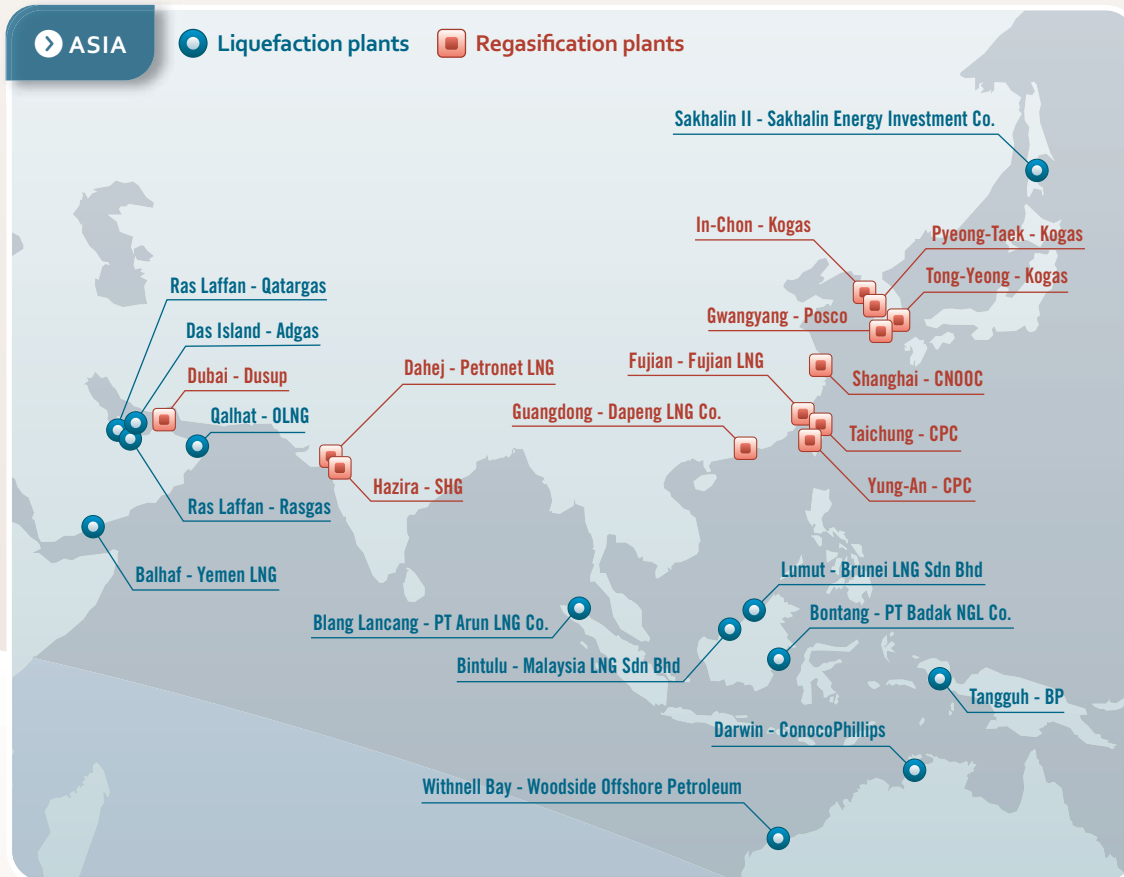 ASIA
Liquefaction plants
Regasification plants
Sakhalin II - Sakhalin Energy Investment Co.
In-Chon - Kogas
Pyeong-Taek - Kogas
Tong-Yeong - Kogas
Ras Laffan - Qatargas
Gwangyang - Posco
Das Island - Adgas
Fujian - Fujian LNG
Dahej - Petronet LNG
Dubai - Dusup
Shanghai - CNOOC
Guangdong - Dapeng LNG Co.
Qalhat - OLNG
Taichung - CPC
Hazira - SHG
Yung-An - CPC
Ras Laffan - Rasgas
Balhaf - Yemen LNG
Lumut - Brunei LNG Sdn Bhd
Bontang - PT Badak NGL Co.
Blang Lancang - PT Arun LNG Co.
Bintulu - Malaysia LNG Sdn Bhd
Tangguh - BP
Darwin - ConocoPhillips
Withnell Bay - Woodside Offshore Petroleum